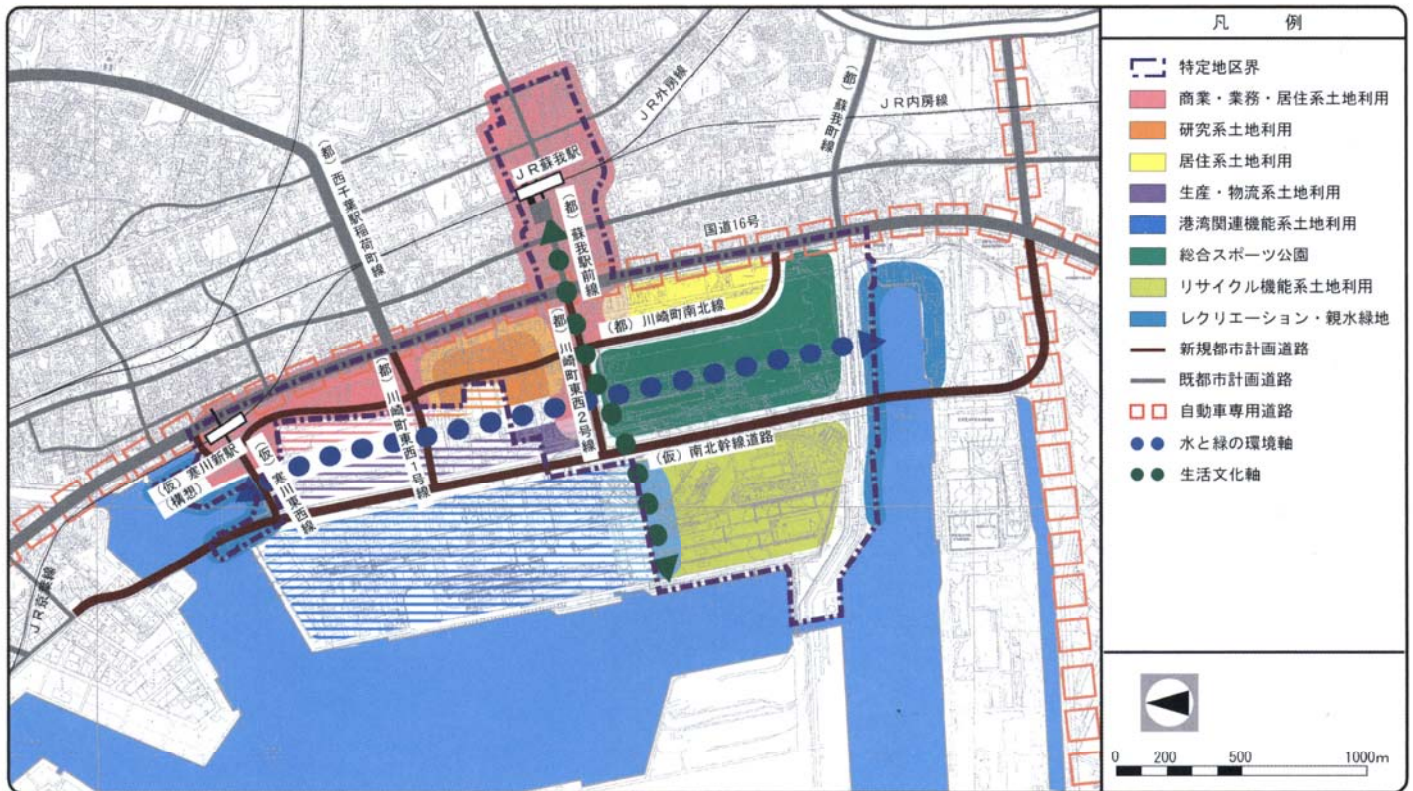 凡 例
特定地区界
商業・業務・居住系土地利用
研究系土地利用
居住系土地利用
生産・物流系土地利用
港湾関連機能系土地利用
総合スポーツ公園
リサイクル機能系土地利用
レクリエーション・親水緑地
新規都市計画道路
既都市計画道路
自動車専用道路
水と緑の環境軸
生活文化軸
0 200 500 1000m
JR外房線
JR内房線
(都)蘇我町線
(都)西千葉駅稲荷町線
JR蘇我駅
(都)蘇我駅前線
国道16号
(都)川崎町南北線
(都)川崎町東西2号線
(都)川崎町東西1号線
(仮)南北幹線道路
(仮)寒川新駅
(構想)
(仮)寒川東西線
JR京葉線